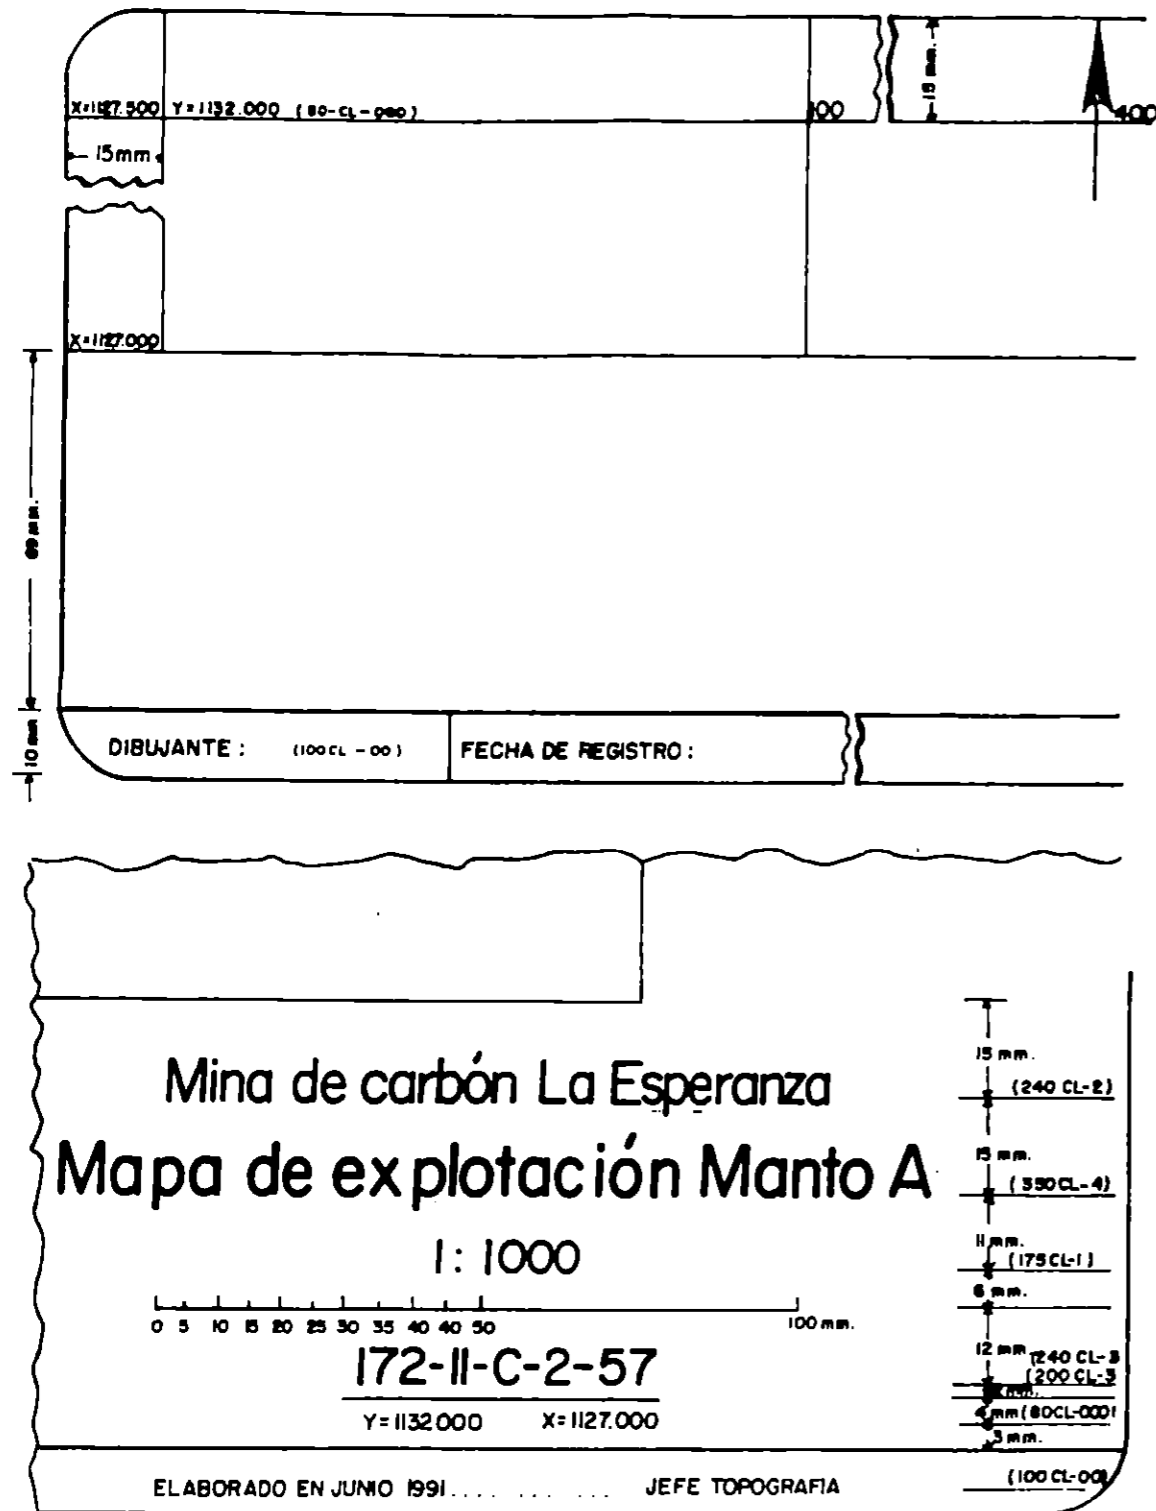 X=1127.500 Y=1132.000 (80-CL-000)
100
15 mm.
400
15mm
X=1127.000
69 mm.
10 mm
DIBUJANTE : (100CL - 00) FECHA DE REGISTRO :
15 mm.
Mina de carbón La Esperanza
(240 CL-2)
15 mm.
Mapa de explotación Manto A
(350CL-4)
1: 1000
11 mm.
(175CL-1)
6 mm.
0 5 10 15 20 25 30 35 40 40 50 100 mm.
12 mm.
(240 CL-3
172-II-C-2-57
(200 CL-3
mm.
Y=1132000 X=1127.000
4 mm (80CL-000)
3 mm.
ELABORADO EN JUNIO 1991............ JEFE TOPOGRAFIA
(100 CL-00)